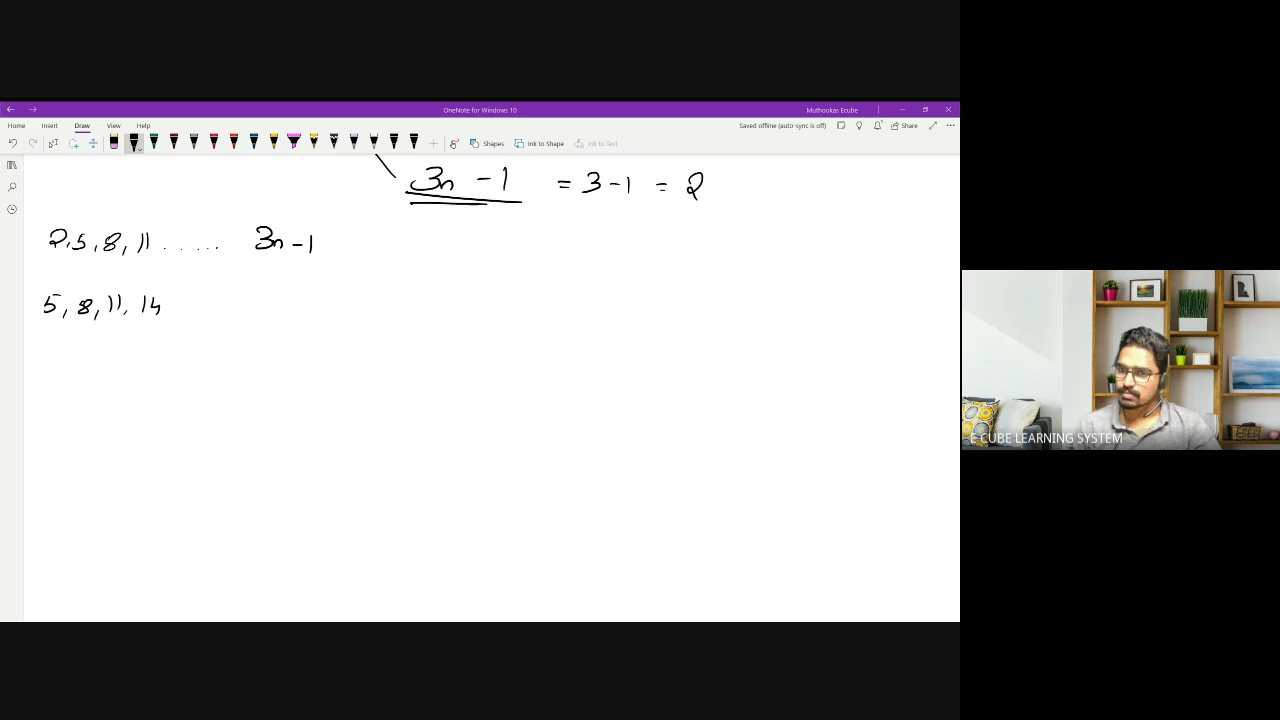 OneNote for Windows 10
Muthookas Ecube
Home Insert Draw View Help
Saved offline (auto-sync is off)
Share
Shapes Ink to Shape Ink to Text
3n - 1 = 3 - 1 = 2
2, 5, 8, 11 ...... 3n - 1
5, 8, 11, 14
E CUBE LEARNING SYSTEM